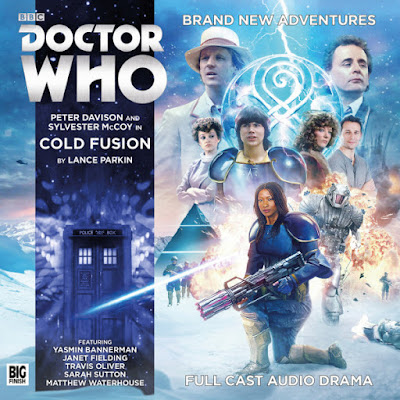 BBC
DOCTOR
WHO
BRAND NEW ADVENTURES
PETER DAVISON AND
SYLVESTER McCOY IN
COLD FUSION
BY LANCE PARKIN
POLICE BOX
FEATURING
YASMIN BANNERMAN
JANET FIELDING
TRAVIS OLIVER
SARAH SUTTON
MATTHEW WATERHOUSE
BIG
FINISH
FULL CAST AUDIO DRAMA